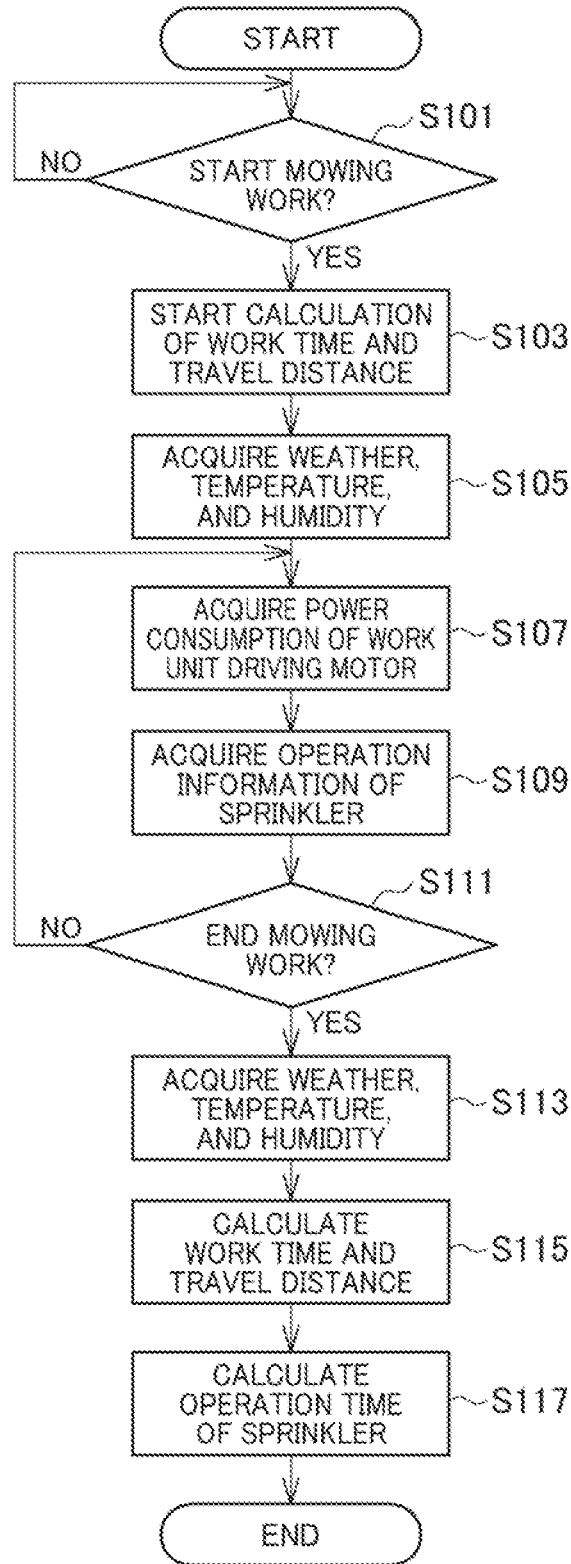 START
S101
NO
START MOWING
WORK?
YES
START CALCULATION
OF WORK TIME AND
TRAVEL DISTANCE
S103
ACQUIRE WEATHER,
TEMPERATURE,
AND HUMIDITY
S105
ACQUIRE POWER
CONSUMPTION OF WORK
UNIT DRIVING MOTOR
S107
ACQUIRE OPERATION
INFORMATION OF
SPRINKLER
S109
S111
NO
END MOWING
WORK?
YES
ACQUIRE WEATHER,
TEMPERATURE,
AND HUMIDITY
S113
CALCULATE
WORK TIME AND
TRAVEL DISTANCE
S115
CALCULATE
OPERATION TIME
OF SPRINKLER
S117
END